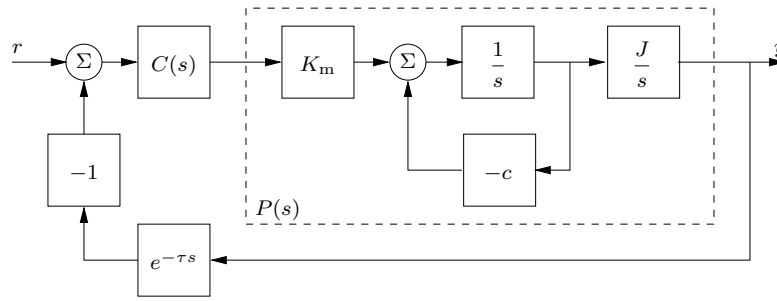 r
Σ
C(s)
K_m
Σ
1/s
J/s
−1
−c
P(s)
e^{−τs}